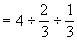 = 4 ÷ 2/3 ÷ 1/3